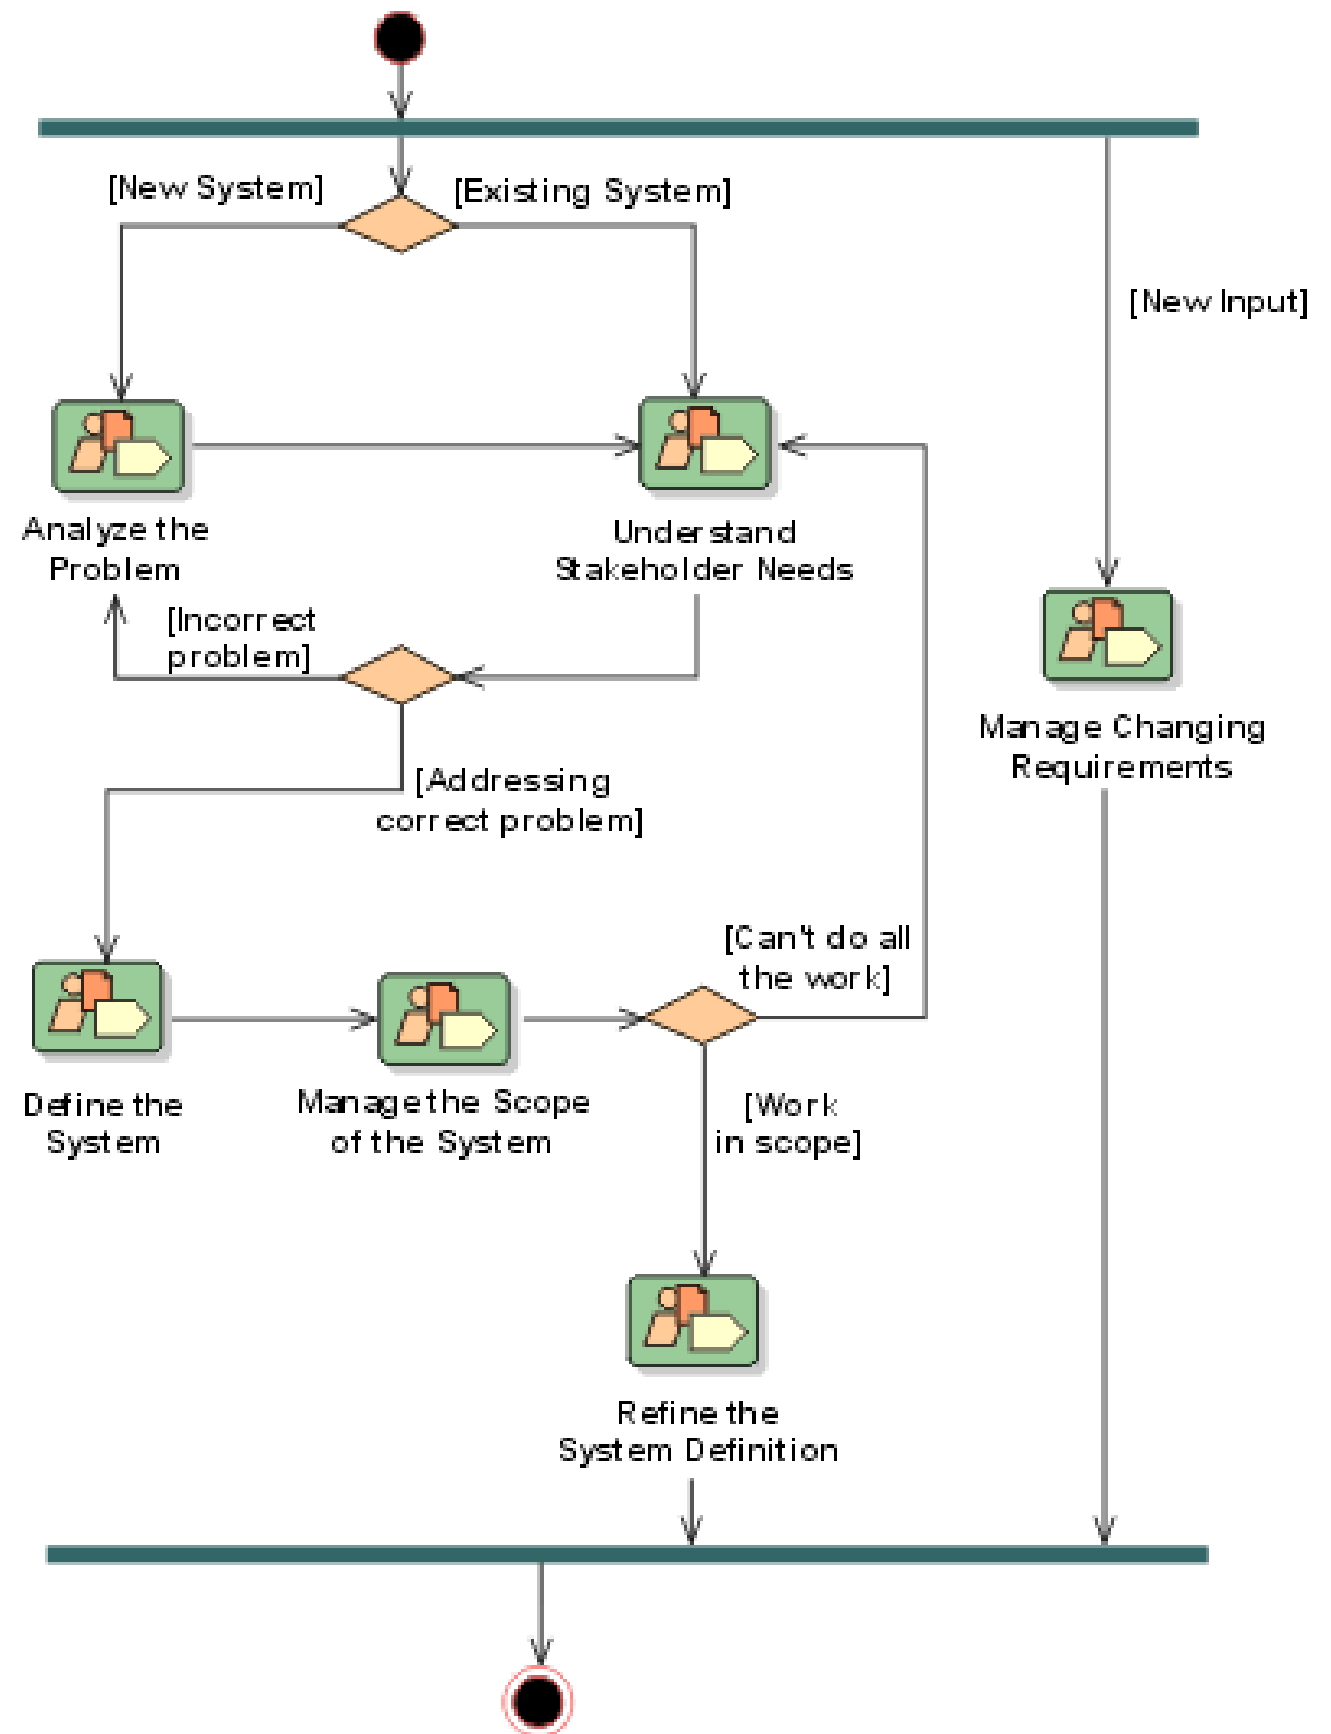 [New System]
[Existing System]
[New Input]
Analyze the
Problem
Understand
Stakeholder Needs
[Incorrect
problem]
Manage Changing
Requirements
[Addressing
correct problem]
[Can't do all
the work]
Define the
System
Manage the Scope
of the System
[Work
in scope]
Refine the
System Definition